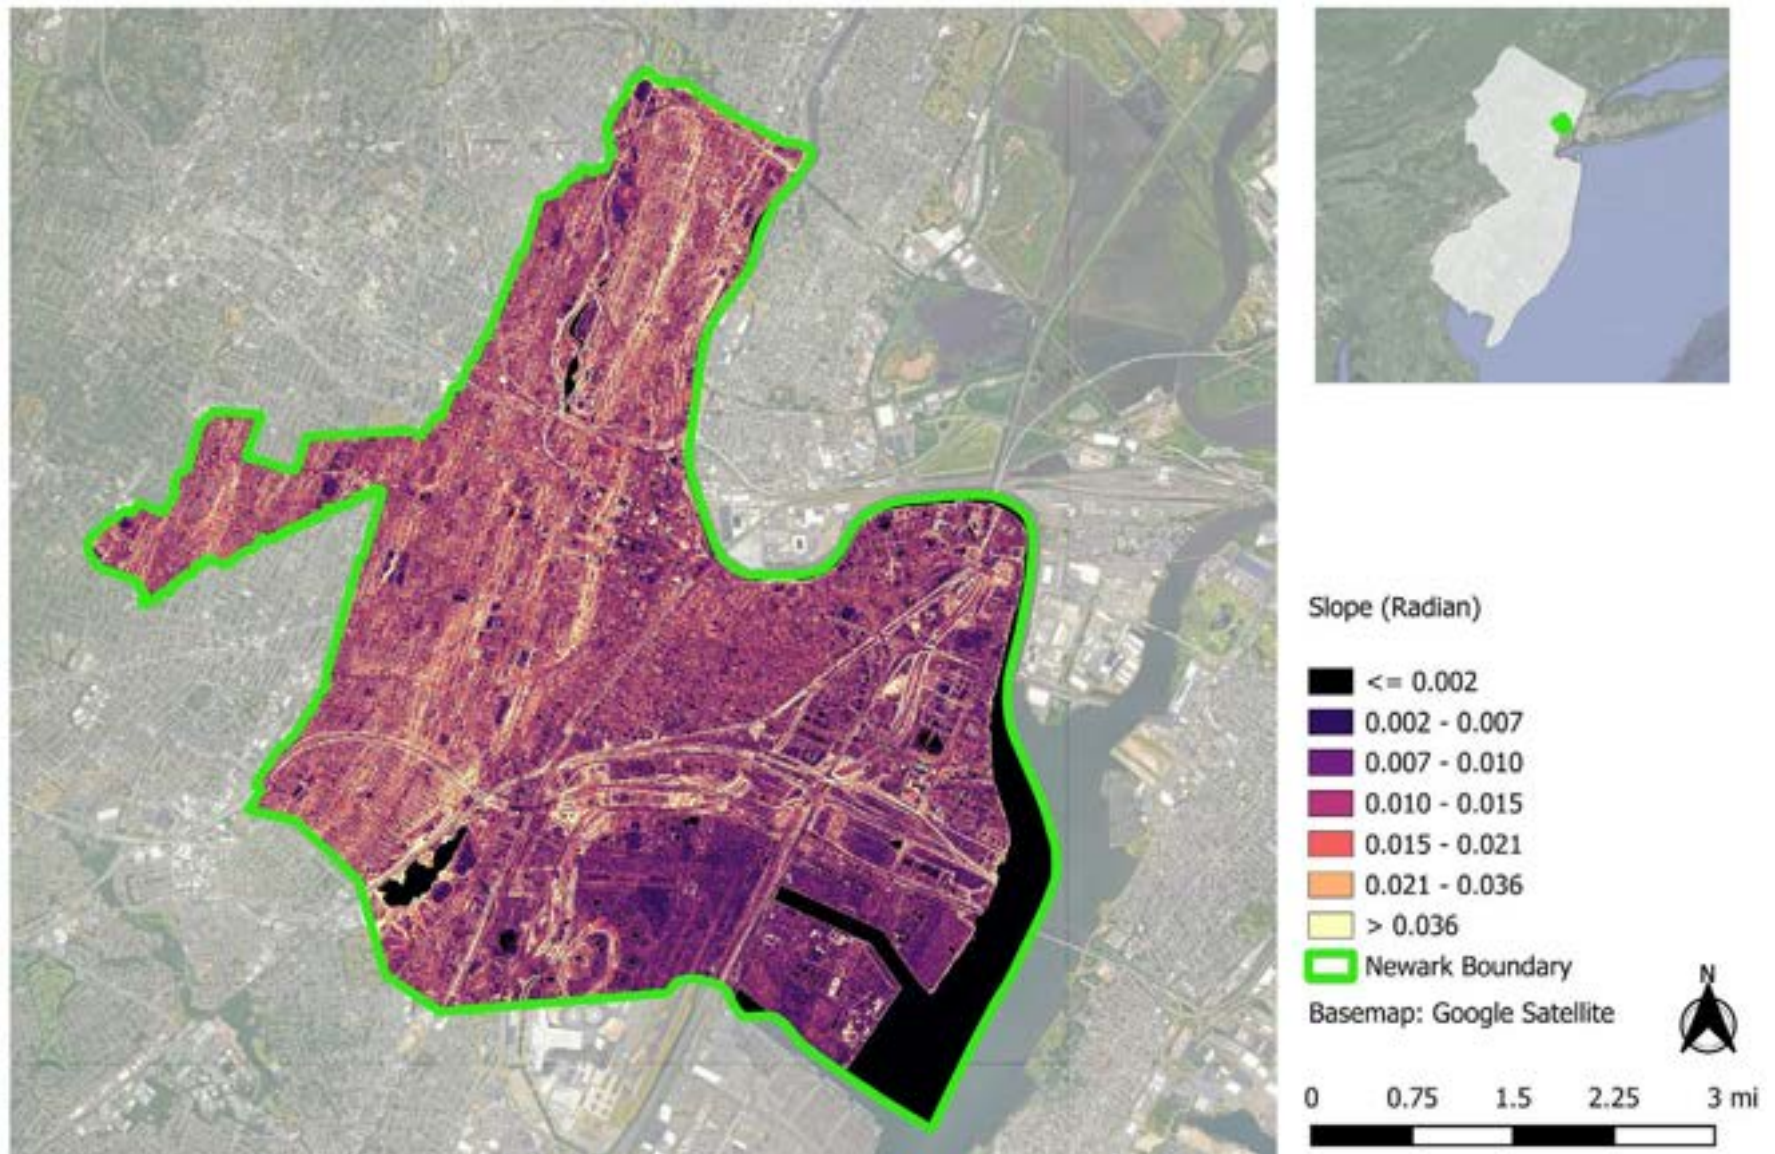 Slope (Radian)
<= 0.002
0.002 - 0.007
0.007 - 0.010
0.010 - 0.015
0.015 - 0.021
0.021 - 0.036
> 0.036
Newark Boundary
Basemap: Google Satellite
N
0 0.75 1.5 2.25 3 mi